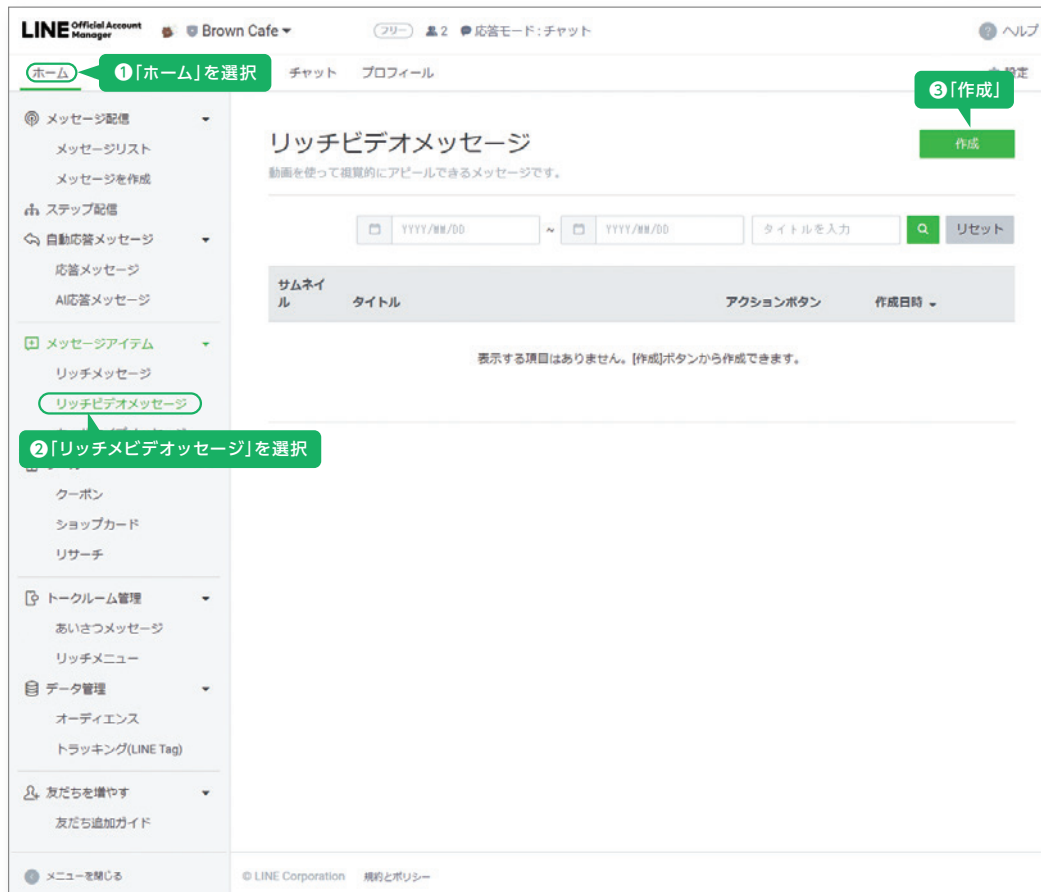 LINE Official Account Manager Brown Cafe フリー 2 応答モード:チャット ? ヘルプ
ホーム ❶「ホーム」を選択 チャット プロフィール 設定
❸「作成」
メッセージ配信
メッセージリスト
メッセージを作成
ステップ配信
自動応答メッセージ
応答メッセージ
AI応答メッセージ
メッセージアイテム
リッチメッセージ
リッチビデオメッセージ
❷「リッチメビデオッセージ」を選択
クーポン
ショップカード
リサーチ
トークルーム管理
あいさつメッセージ
リッチメニュー
データ管理
オーディエンス
トラッキング(LINE Tag)
友だちを増やす
友だち追加ガイド
メニューを閉じる
リッチビデオメッセージ 作成
動画を使って視覚的にアピールできるメッセージです。
YYYY/MM/DD ~ YYYY/MM/DD タイトルを入力 リセット
サムネイ
ル タイトル アクションボタン 作成日時
表示する項目はありません。[作成]ボタンから作成できます。
© LINE Corporation 規約とポリシー